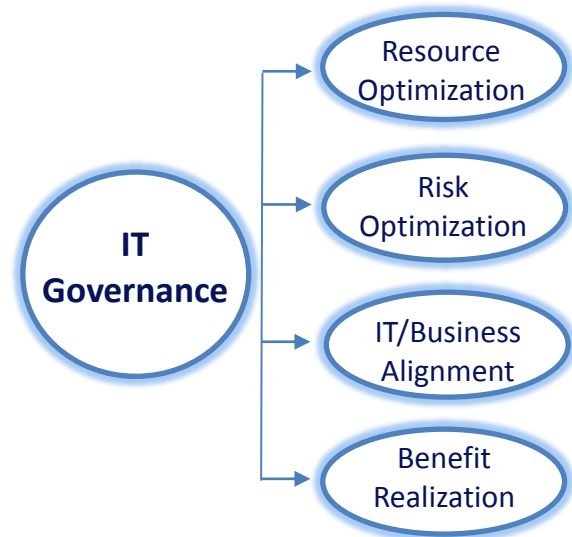 IT
Governance
Resource
Optimization
Risk
Optimization
IT/Business
Alignment
Benefit
Realization